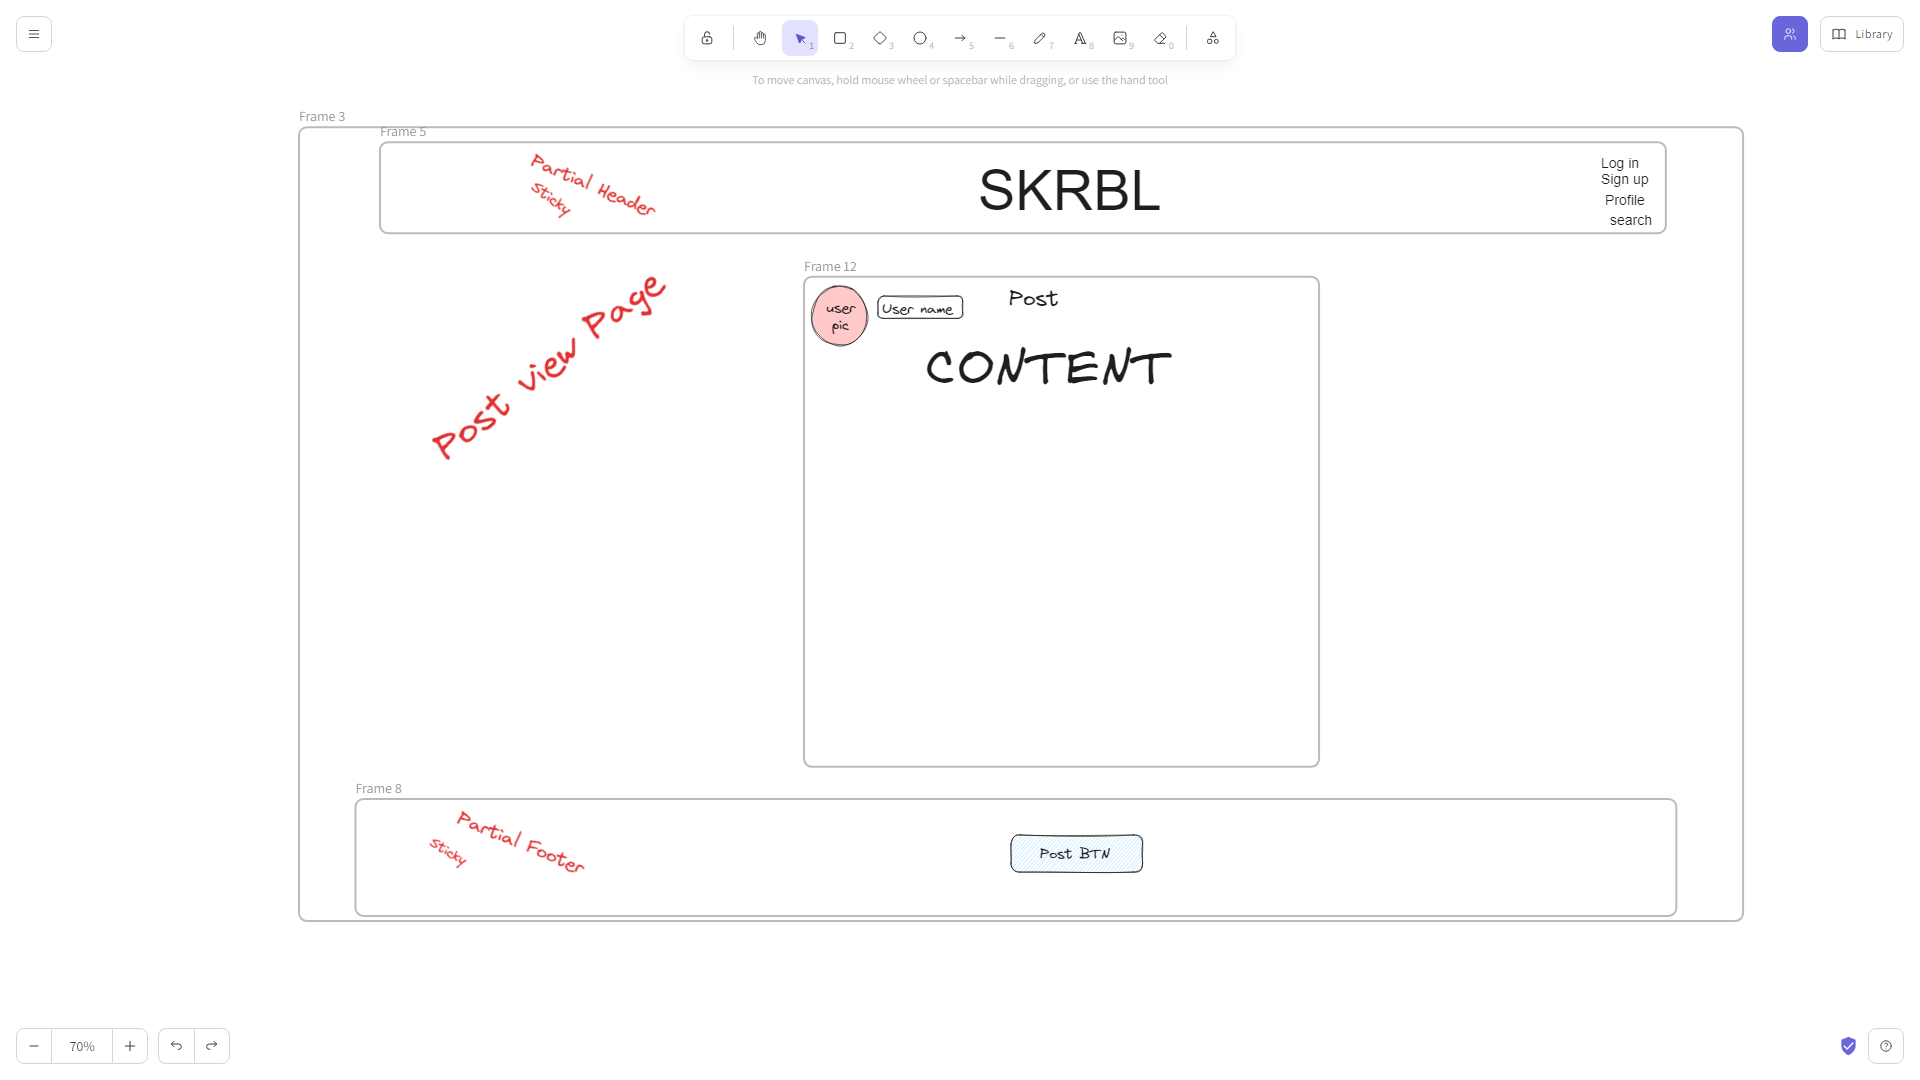 1
2
3
4
5
6
7
8
9
0
Library
To move canvas, hold mouse wheel or spacebar while dragging, or use the hand tool
Frame 3
Frame 5
Partial Header
sticky
SKRBL
Log in
Sign up
Profile
search
Post view Page
Frame 12
user
pic
User name
Post
CONTENT
Frame 8
Partial Footer
sticky
Post BTN
70%